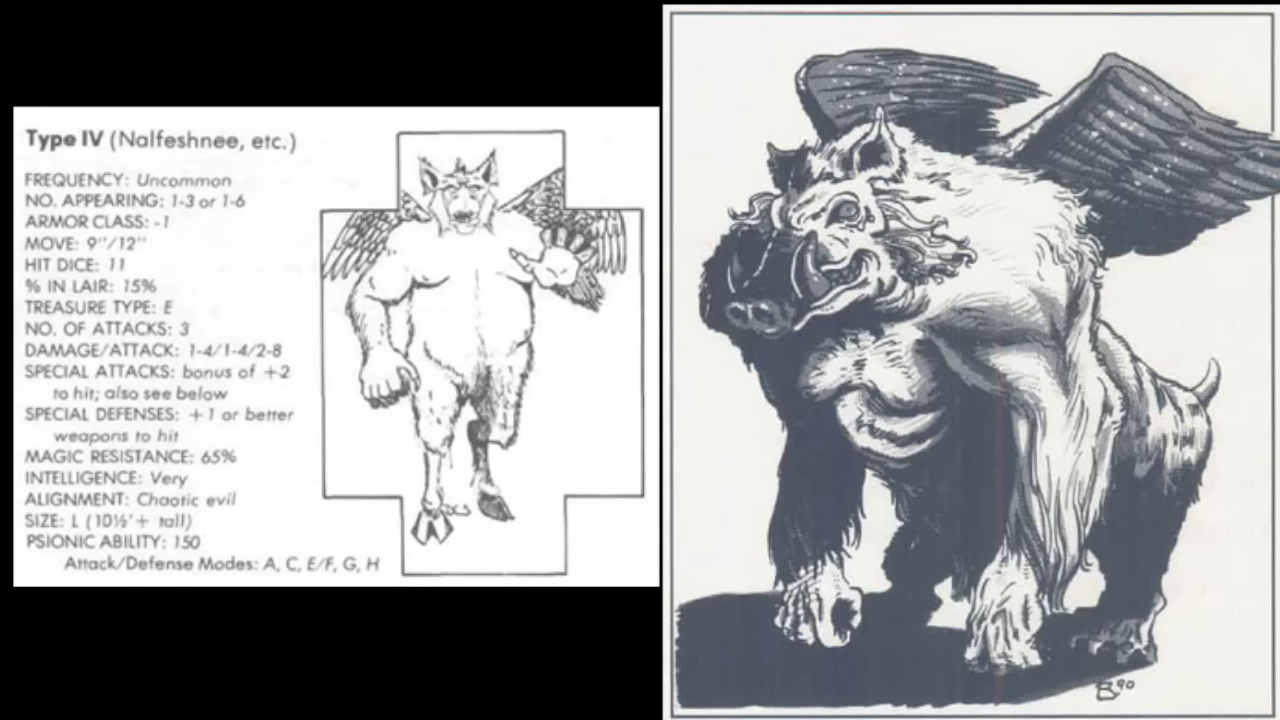 Type IV (Nalfeshnee, etc.)
FREQUENCY: Uncommon
NO. APPEARING: 1-3 or 1-6
ARMOR CLASS: -1
MOVE: 9"/12"
HIT DICE: 11
% IN LAIR: 15%
TREASURE TYPE: E
NO. OF ATTACKS: 3
DAMAGE/ATTACK: 1-4/1-4/2-8
SPECIAL ATTACKS: bonus of +2
to hit; also see below
SPECIAL DEFENSES: +1 or better
weapons to hit
MAGIC RESISTANCE: 65%
INTELLIGENCE: Very
ALIGNMENT: Chaotic evil
SIZE: L (10½'+ tall)
PSIONIC ABILITY: 150
Attack/Defense Modes: A, C, E/F, G, H
DCS
90